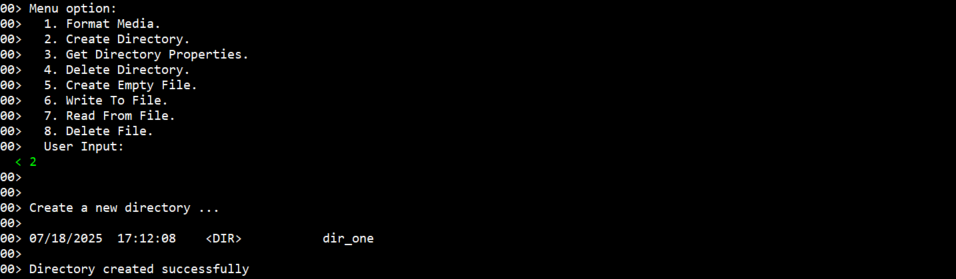 00> Menu option:
00>   1. Format Media.
00>   2. Create Directory.
00>   3. Get Directory Properties.
00>   4. Delete Directory.
00>   5. Create Empty File.
00>   6. Write To File.
00>   7. Read From File.
00>   8. Delete File.
00>   User Input:
  < 2
00>
00>
00> Create a new directory ...
00>
00> 07/18/2025  17:12:08    <DIR>           dir_one
00>
00> Directory created successfully